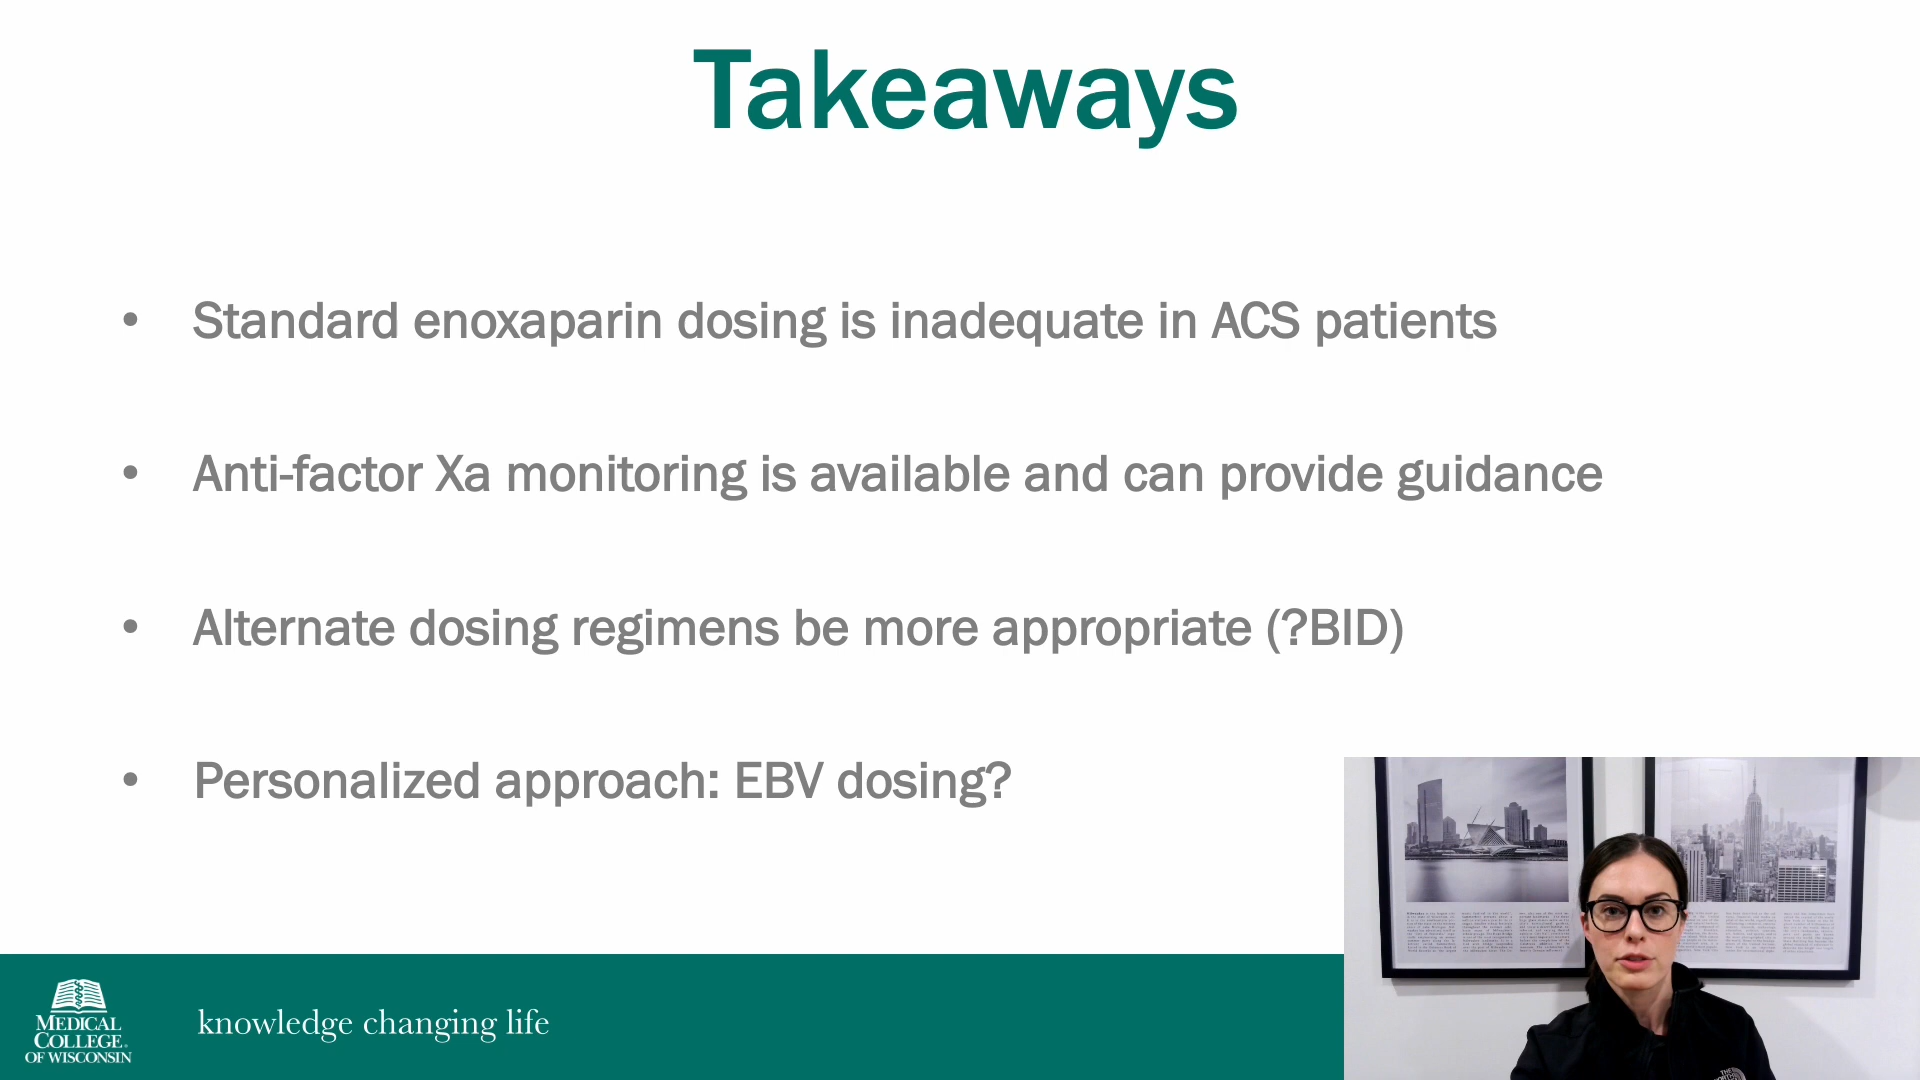 Takeaways
• Standard enoxaparin dosing is inadequate in ACS patients
• Anti-factor Xa monitoring is available and can provide guidance
• Alternate dosing regimens be more appropriate (?BID)
• Personalized approach: EBV dosing?
MEDICAL
COLLEGE
OF WISCONSIN
knowledge changing life
THE